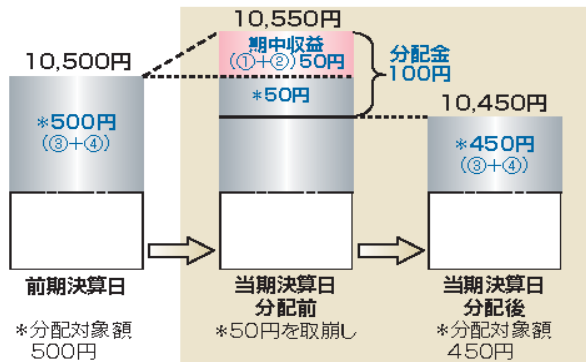 10,500円
*500円
(③+④)
前期決算日
*分配対象額
500円
10,550円
期中収益
(①+②)50円
*50円
分配金
100円
当期決算日
分配前
*50円を取崩し
10,450円
*450円
(③+④)
当期決算日
分配後
*分配対象額
450円